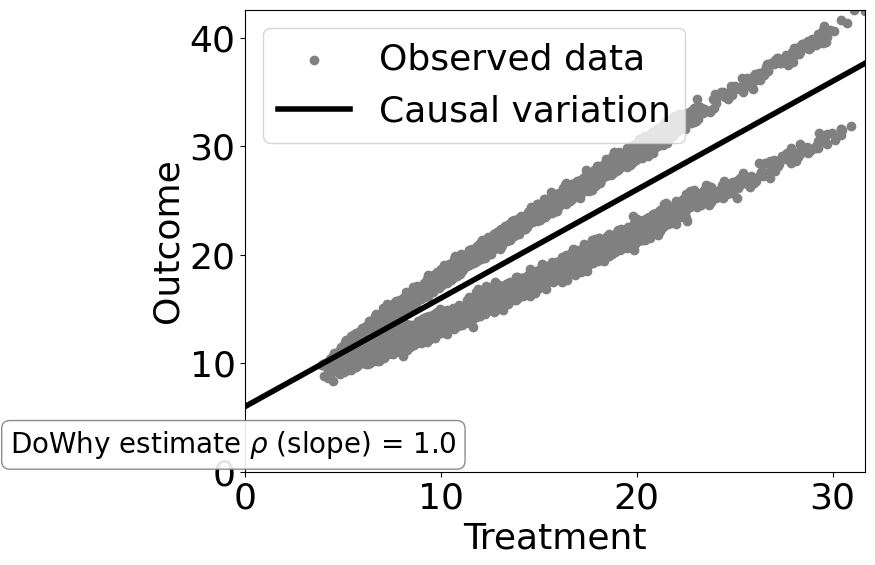 40
30
20
10
0
Outcome
Observed data
Causal variation
DoWhy estimate ρ (slope) = 1.0
0 10 20 30
Treatment